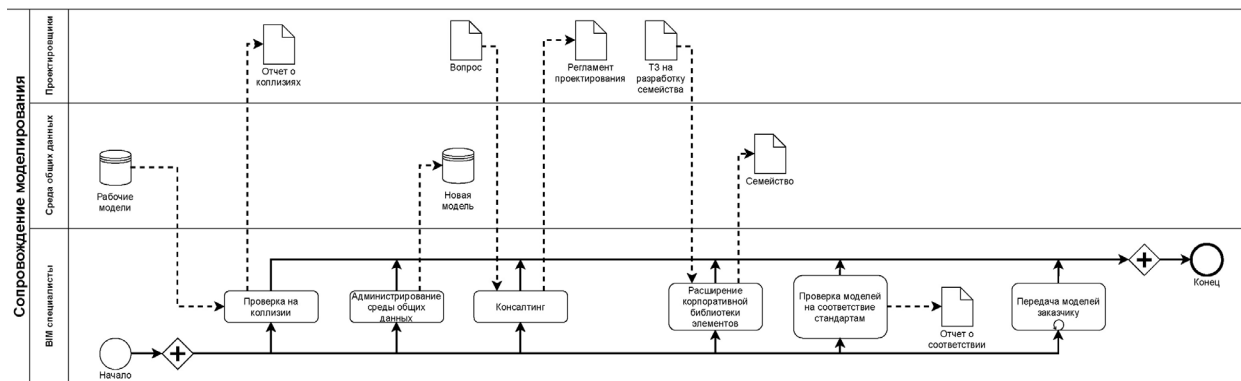 Сопровождение моделирования
Проектировщики
Отчет о
коллизиях
Вопрос
Регламент
проектирования
ТЗ на
разработку
семейства
Среда общих данных
Рабочие
модели
Новая
модель
Семейство
BIM специалисты
Начало
Проверка на
коллизии
Администрирование
среды общих
данных
Консалтинг
Расширение
корпоративной
библиотеки
элементов
Проверка моделей
на соответствие
стандартам
Отчет о
соответствии
Передача моделей
заказчику
Конец